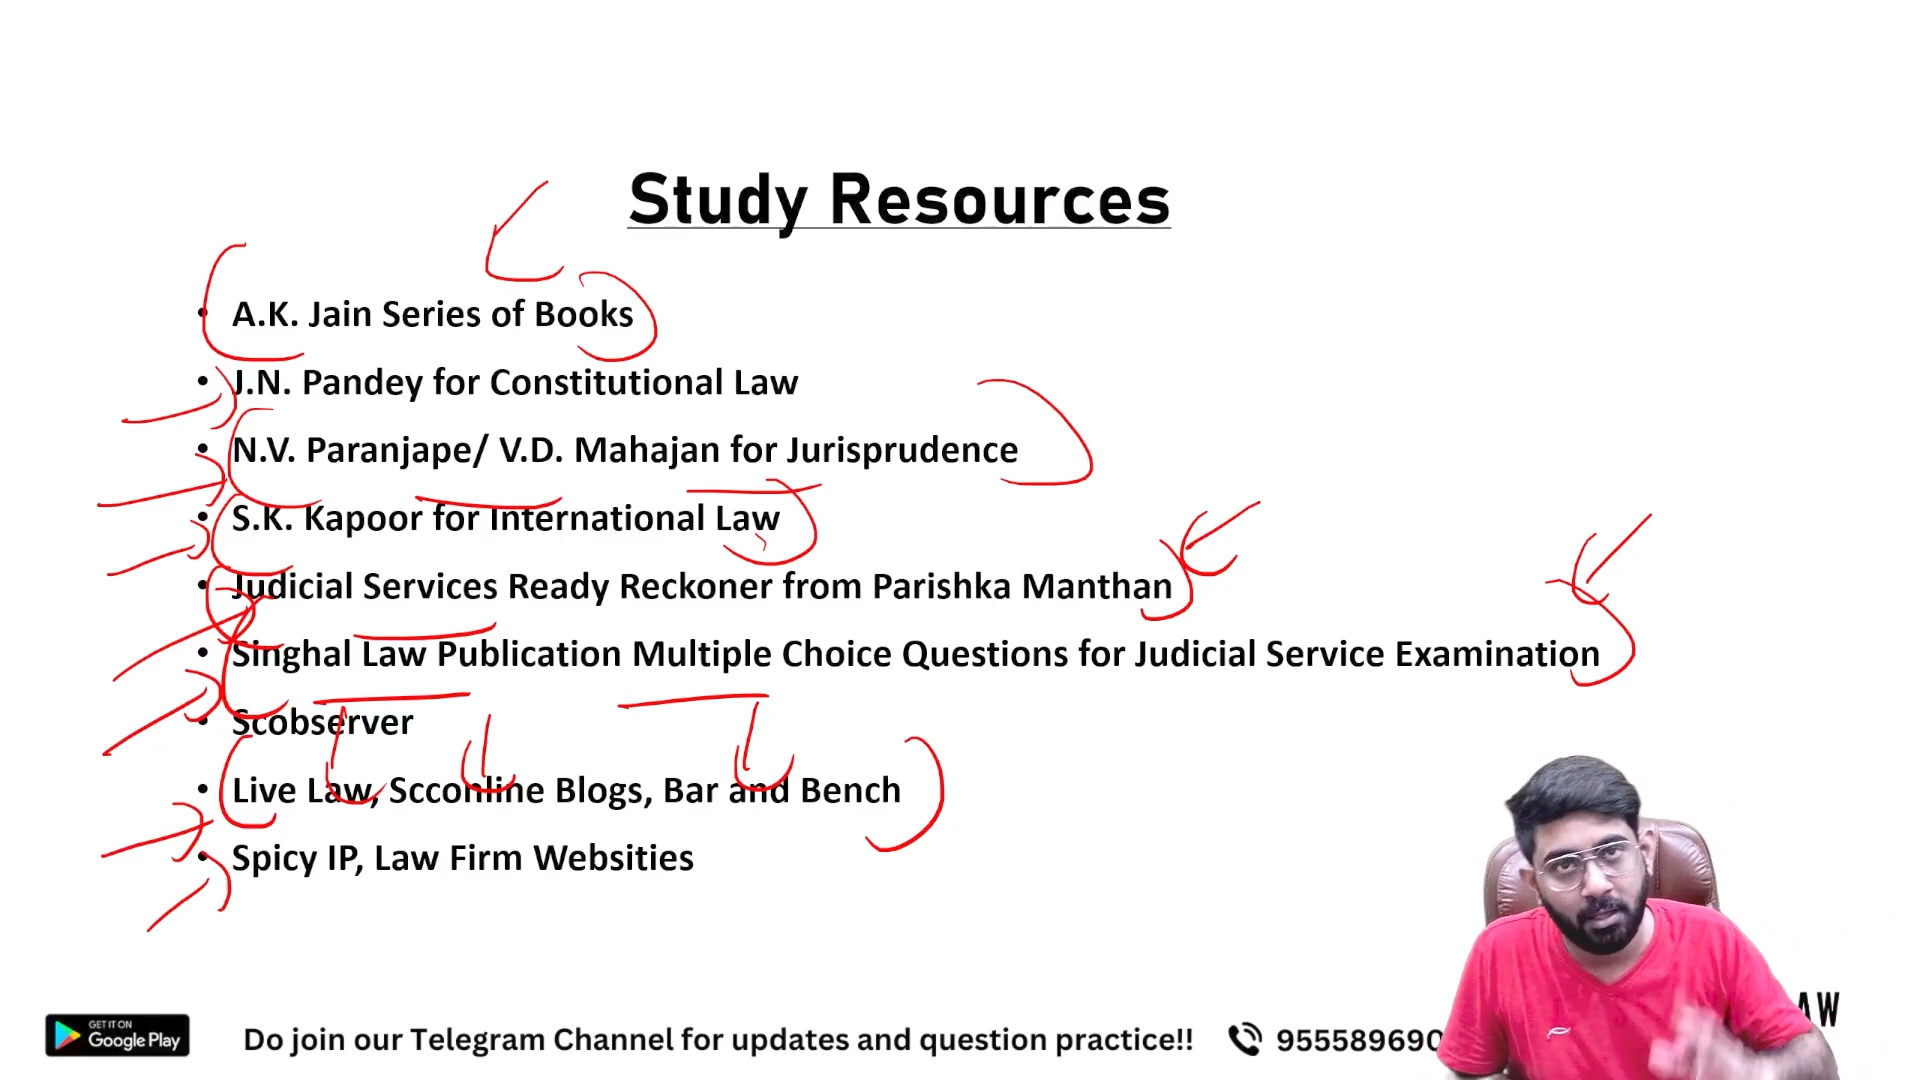 Study Resources
• A.K. Jain Series of Books
• J.N. Pandey for Constitutional Law
• N.V. Paranjape/ V.D. Mahajan for Jurisprudence
• S.K. Kapoor for International Law
• Judicial Services Ready Reckoner from Parishka Manthan
• Singhal Law Publication Multiple Choice Questions for Judicial Service Examination
• Scobserver
• Live Law, Scconline Blogs, Bar and Bench
• Spicy IP, Law Firm Websities
GET IT ON
Google Play
Do join our Telegram Channel for updates and question practice!!
955589690
AW